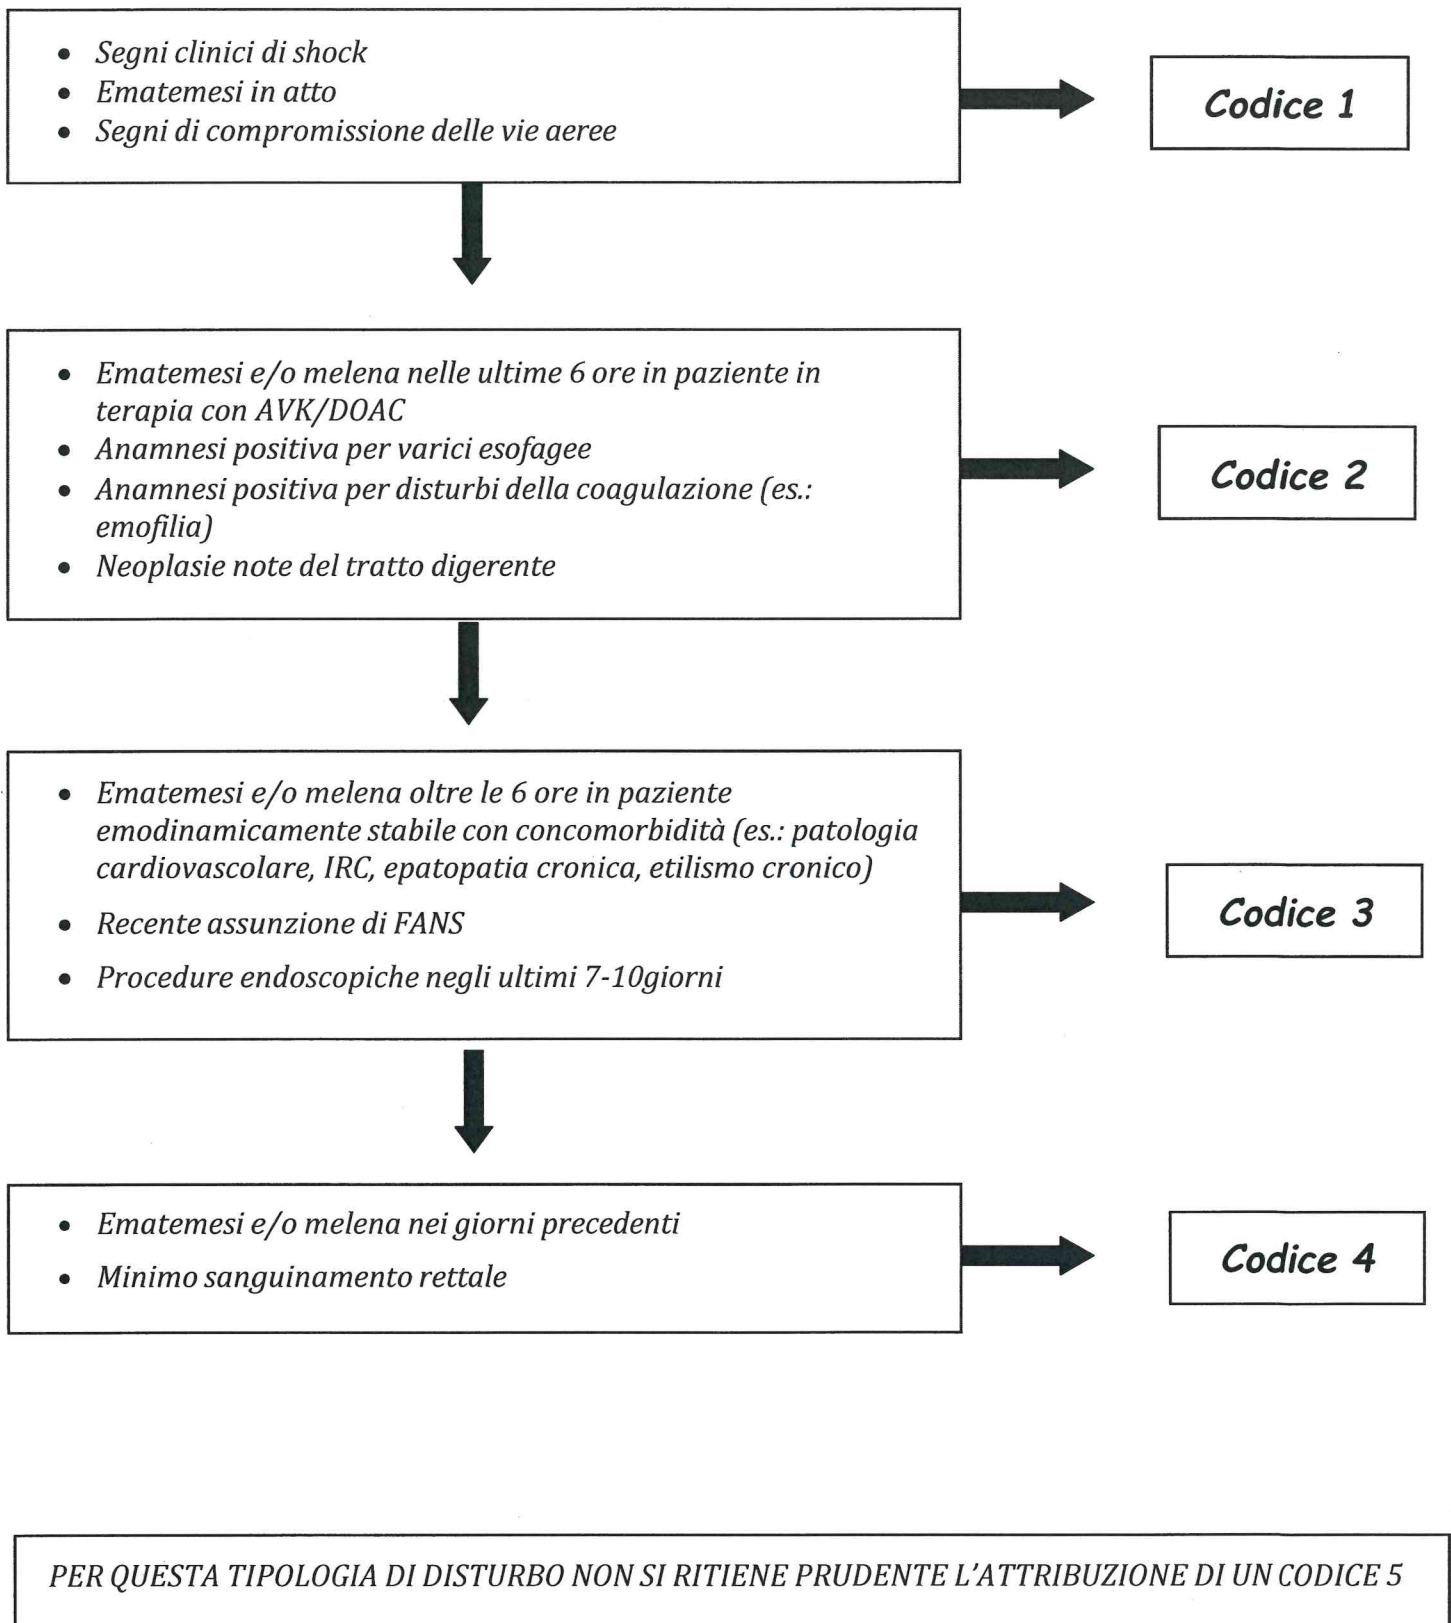 • Segni clinici di shock
• Ematemesi in atto
• Segni di compromissione delle vie aeree
Codice 1
• Ematemesi e/o melena nelle ultime 6 ore in paziente in
terapia con AVK/DOAC
• Anamnesi positiva per varici esofagee
• Anamnesi positiva per disturbi della coagulazione (es.:
emofilia)
• Neoplasie note del tratto digerente
Codice 2
• Ematemesi e/o melena oltre le 6 ore in paziente
emodinamicamente stabile con concomorbidità (es.: patologia
cardiovascolare, IRC, epatopatia cronica, etilismo cronico)
• Recente assunzione di FANS
• Procedure endoscopiche negli ultimi 7-10giorni
Codice 3
• Ematemesi e/o melena nei giorni precedenti
• Minimo sanguinamento rettale
Codice 4
PER QUESTA TIPOLOGIA DI DISTURBO NON SI RITIENE PRUDENTE L'ATTRIBUZIONE DI UN CODICE 5